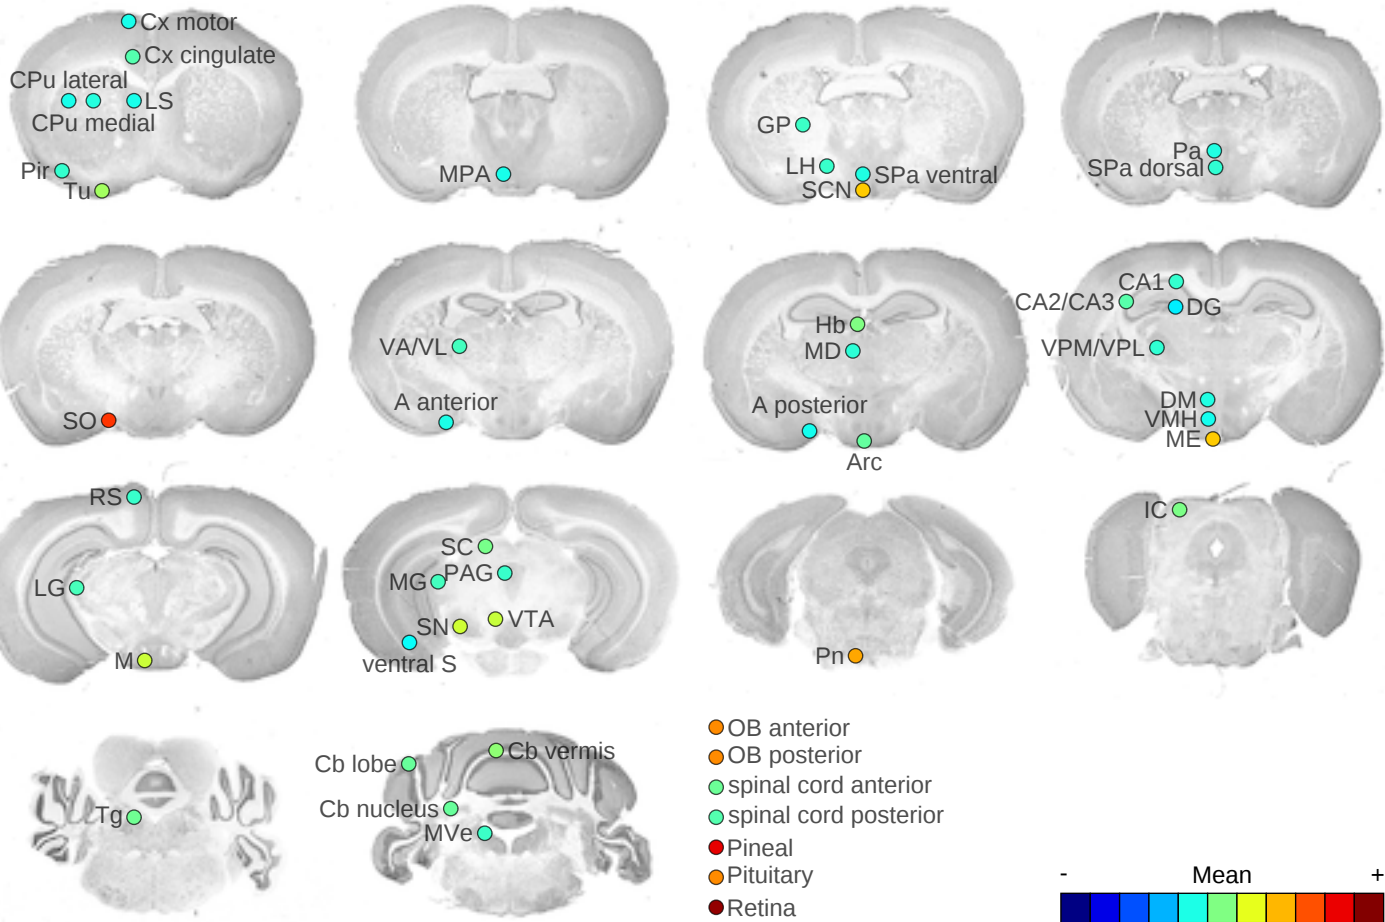 Cx motor
Cx cingulate
CPu lateral
LS
CPu medial
Pir
Tu
MPA
GP
LH
SPa ventral
SCN
Pa
SPa dorsal
SO
VA/VL
A anterior
Hb
MD
A posterior
Arc
CA1
CA2/CA3
DG
VPM/VPL
DM
VMH
ME
RS
LG
M
SC
MG
PAG
SN
VTA
ventral S
Pn
IC
Tg
Cb lobe
Cb vermis
Cb nucleus
MVe
OB anterior
OB posterior
spinal cord anterior
spinal cord posterior
Pineal
Pituitary
Retina
- Mean +